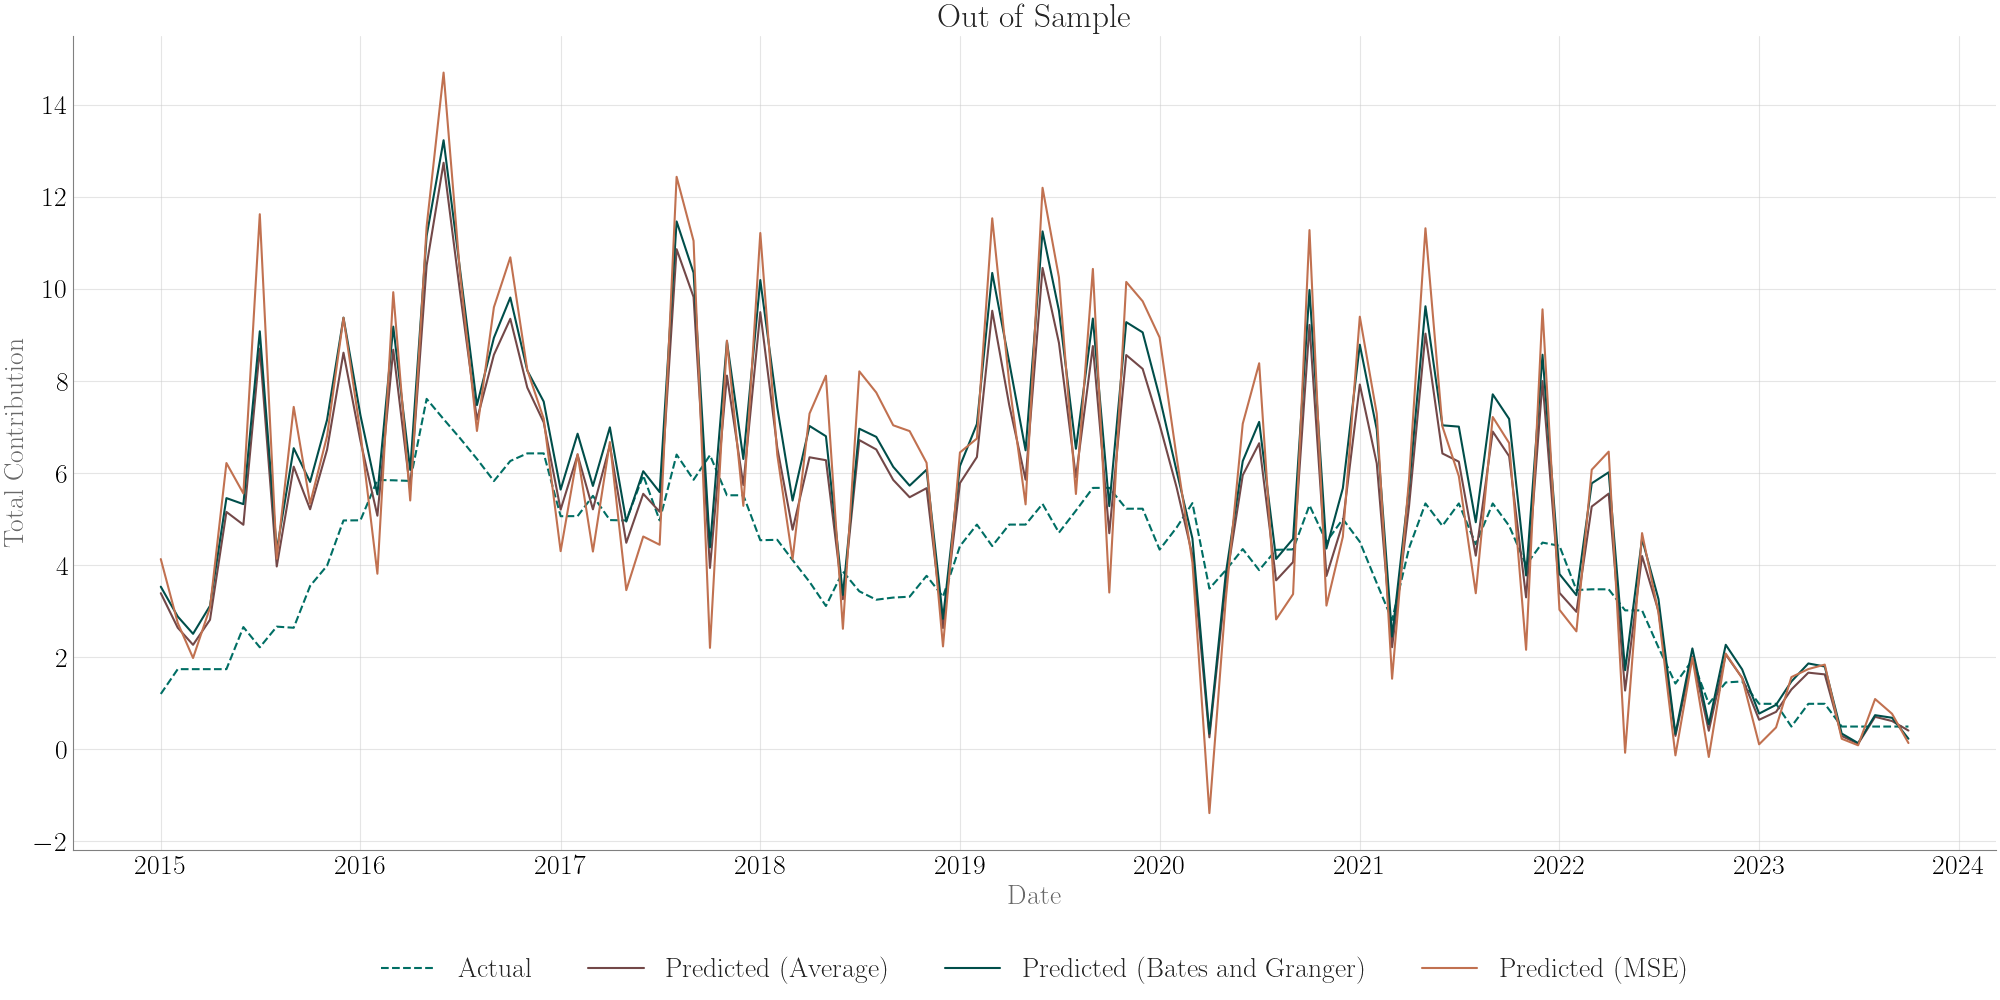 Out of Sample
Total Contribution
14
12
10
8
6
4
2
0
−2
2015 2016 2017 2018 2019 2020 2021 2022 2023 2024
Date
Actual Predicted (Average) Predicted (Bates and Granger) Predicted (MSE)